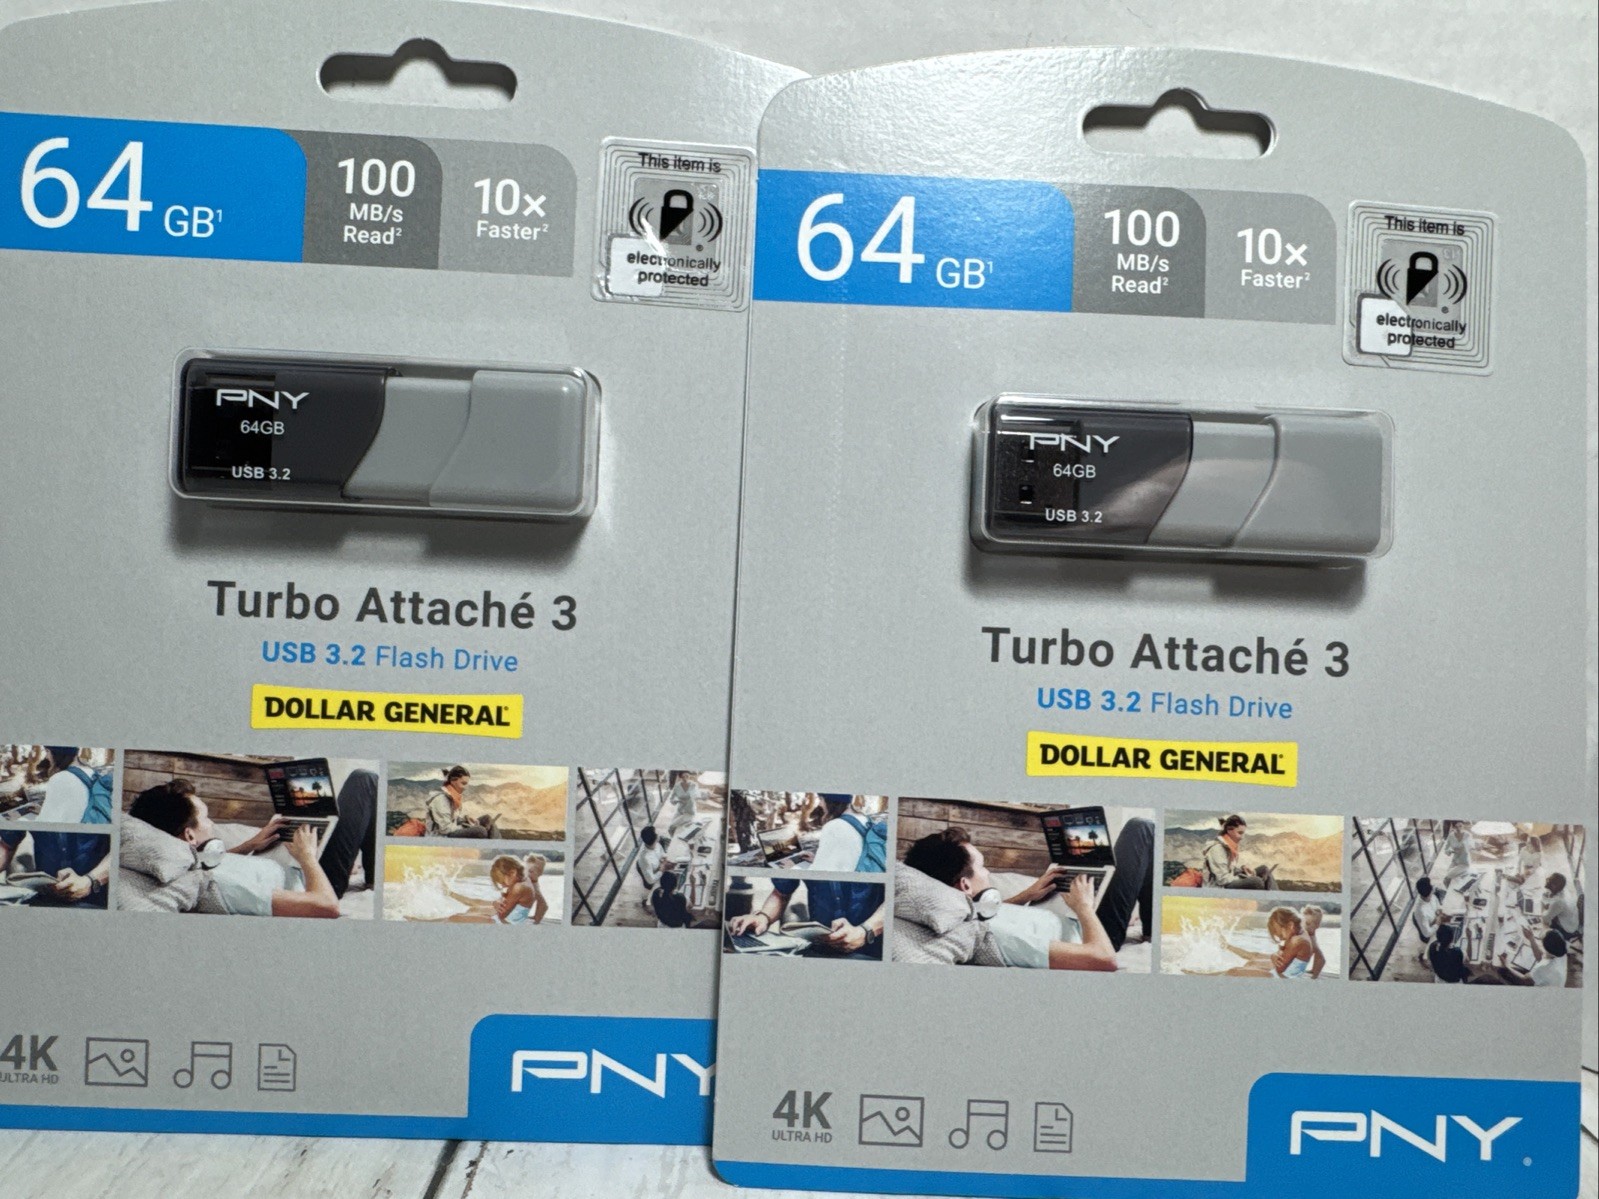 64 GB¹
100
MB/s
Read²
10x
Faster²
This item is
electronically
protected
PNY
64GB
USB 3.2
Turbo Attaché 3
USB 3.2 Flash Drive
DOLLAR GENERAL
4K
ULTRA HD
PNY
64 GB¹
100
MB/s
Read²
10x
Faster²
This item is
electronically
protected
PNY
64GB
USB 3.2
Turbo Attaché 3
USB 3.2 Flash Drive
DOLLAR GENERAL
4K
ULTRA HD
PNY®